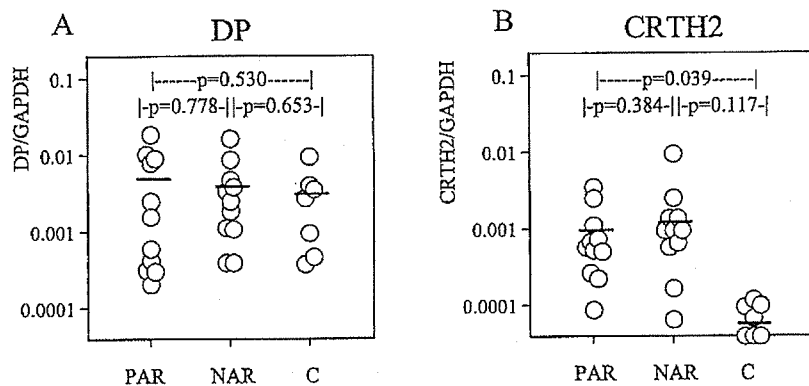 A
DP
DP/GAPDH
0.1
0.01
0.001
0.0001
|------p=0.530------|
|-p=0.778-||-p=0.653-|
PAR
NAR
C
B
CRTH2
CRTH2/GAPDH
0.1
0.01
0.001
0.0001
|------p=0.039------|
|-p=0.384-||-p=0.117-|
PAR
NAR
C